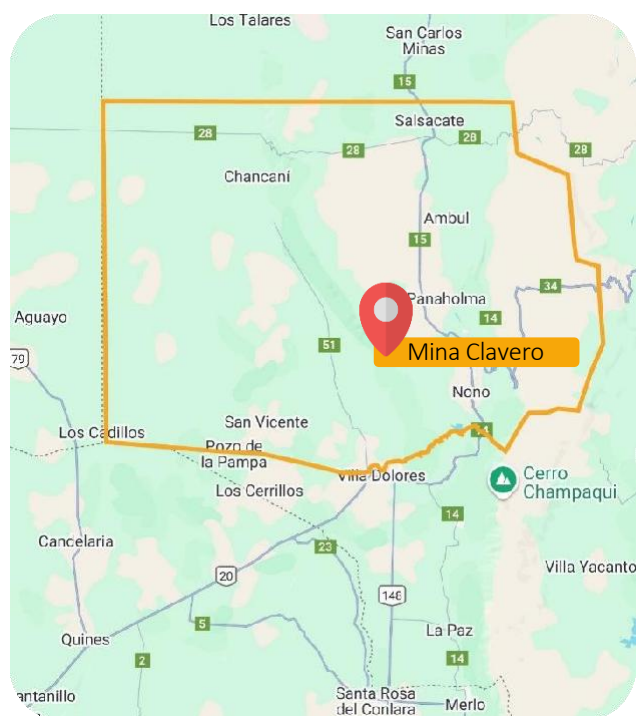 Los Talares
San Carlos
Minas
15
Salsacate
28
28
28
28
Chancaní
Ambul
15
34
Panaholma
Aguayo
14
51
79
Mina Clavero
Nono
San Vicente
Los Cadillos
Pozo de
la Pampa
Villa Dolores
Cerro
Champaqui
Los Cerrillos
14
Candelaria
23
Villa Yacanto
20
148
5
La Paz
Quines
2
14
antanillo
Santa Rosa
del Conlara
Merlo